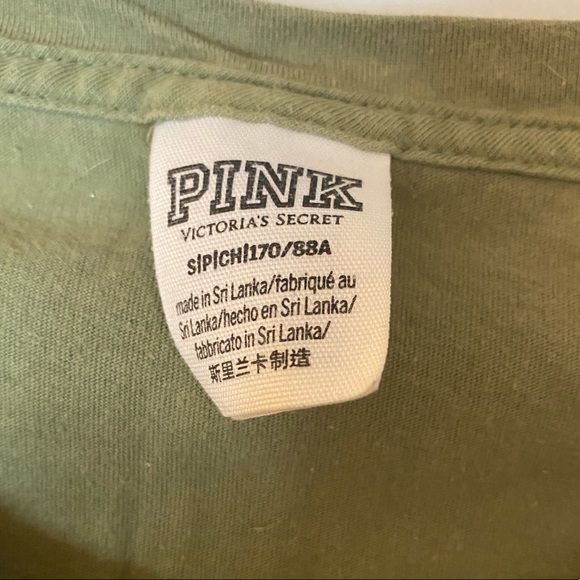 PINK
VICTORIA'S SECRET
S|P|CH|170/88A
made in Sri Lanka/fabriqué au
Sri Lanka/hecho en Sri Lanka/
fabbricato in Sri Lanka/
斯里兰卡制造